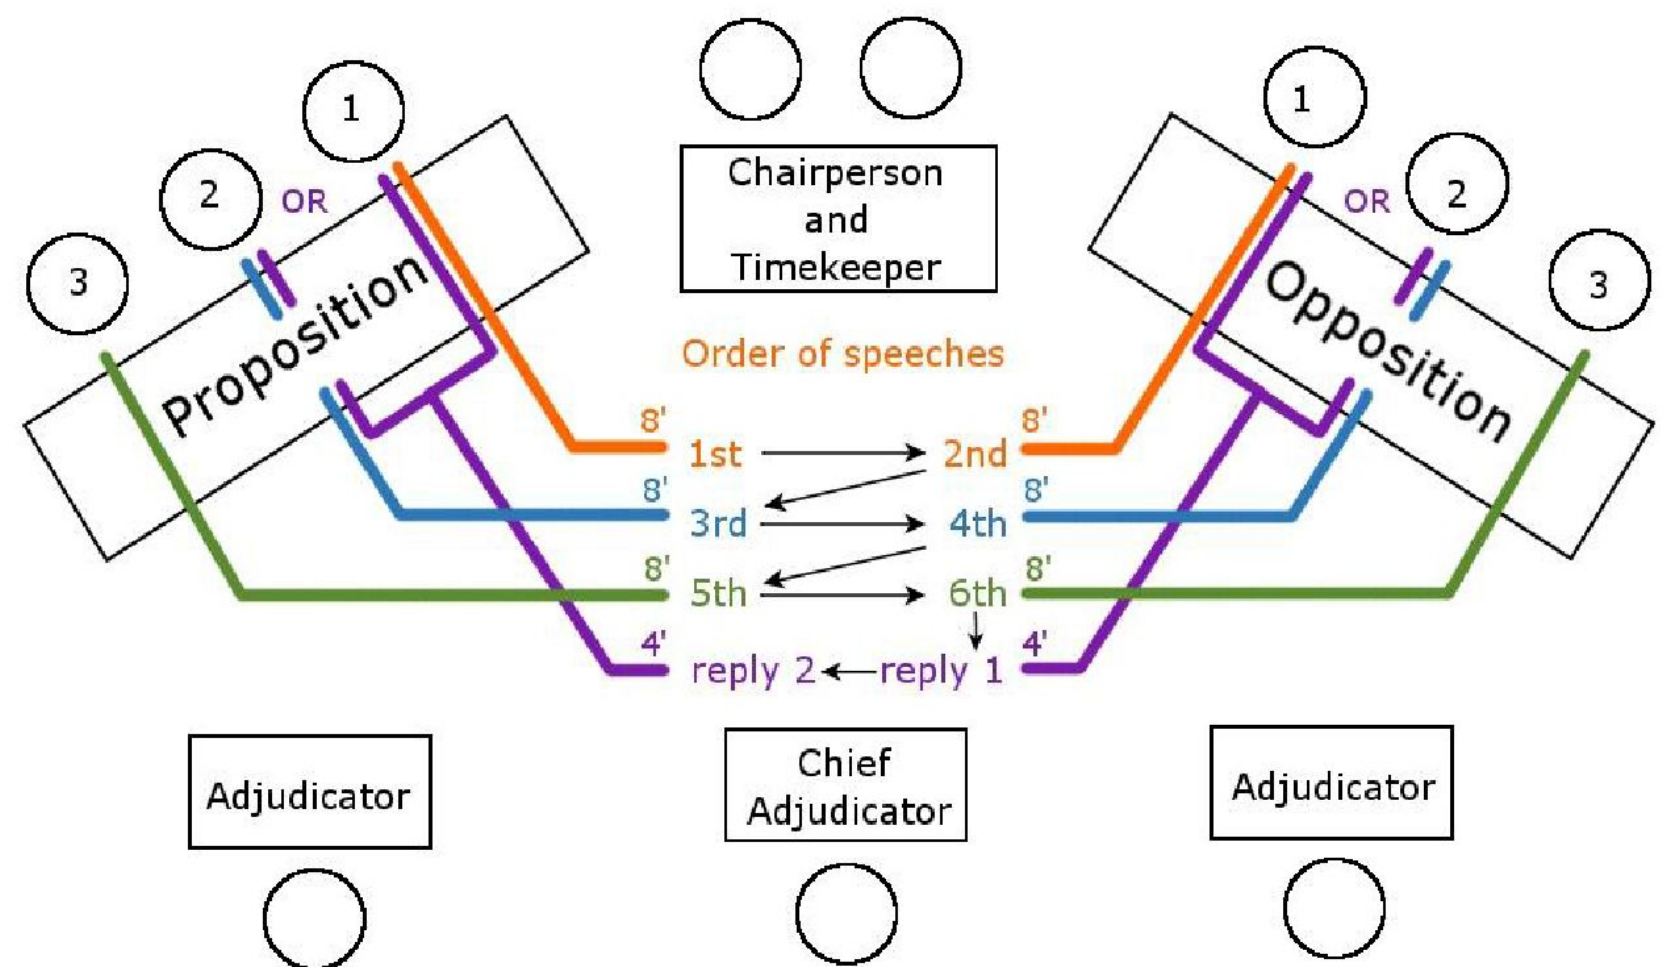 1
2
OR
3
Proposition
Chairperson
and
Timekeeper
1
OR
2
3
Opposition
Order of speeches
8' 8'
1st 2nd
8' 8'
3rd 4th
8' 8'
5th 6th
4' 4'
reply 2 reply 1
Adjudicator
Chief
Adjudicator
Adjudicator